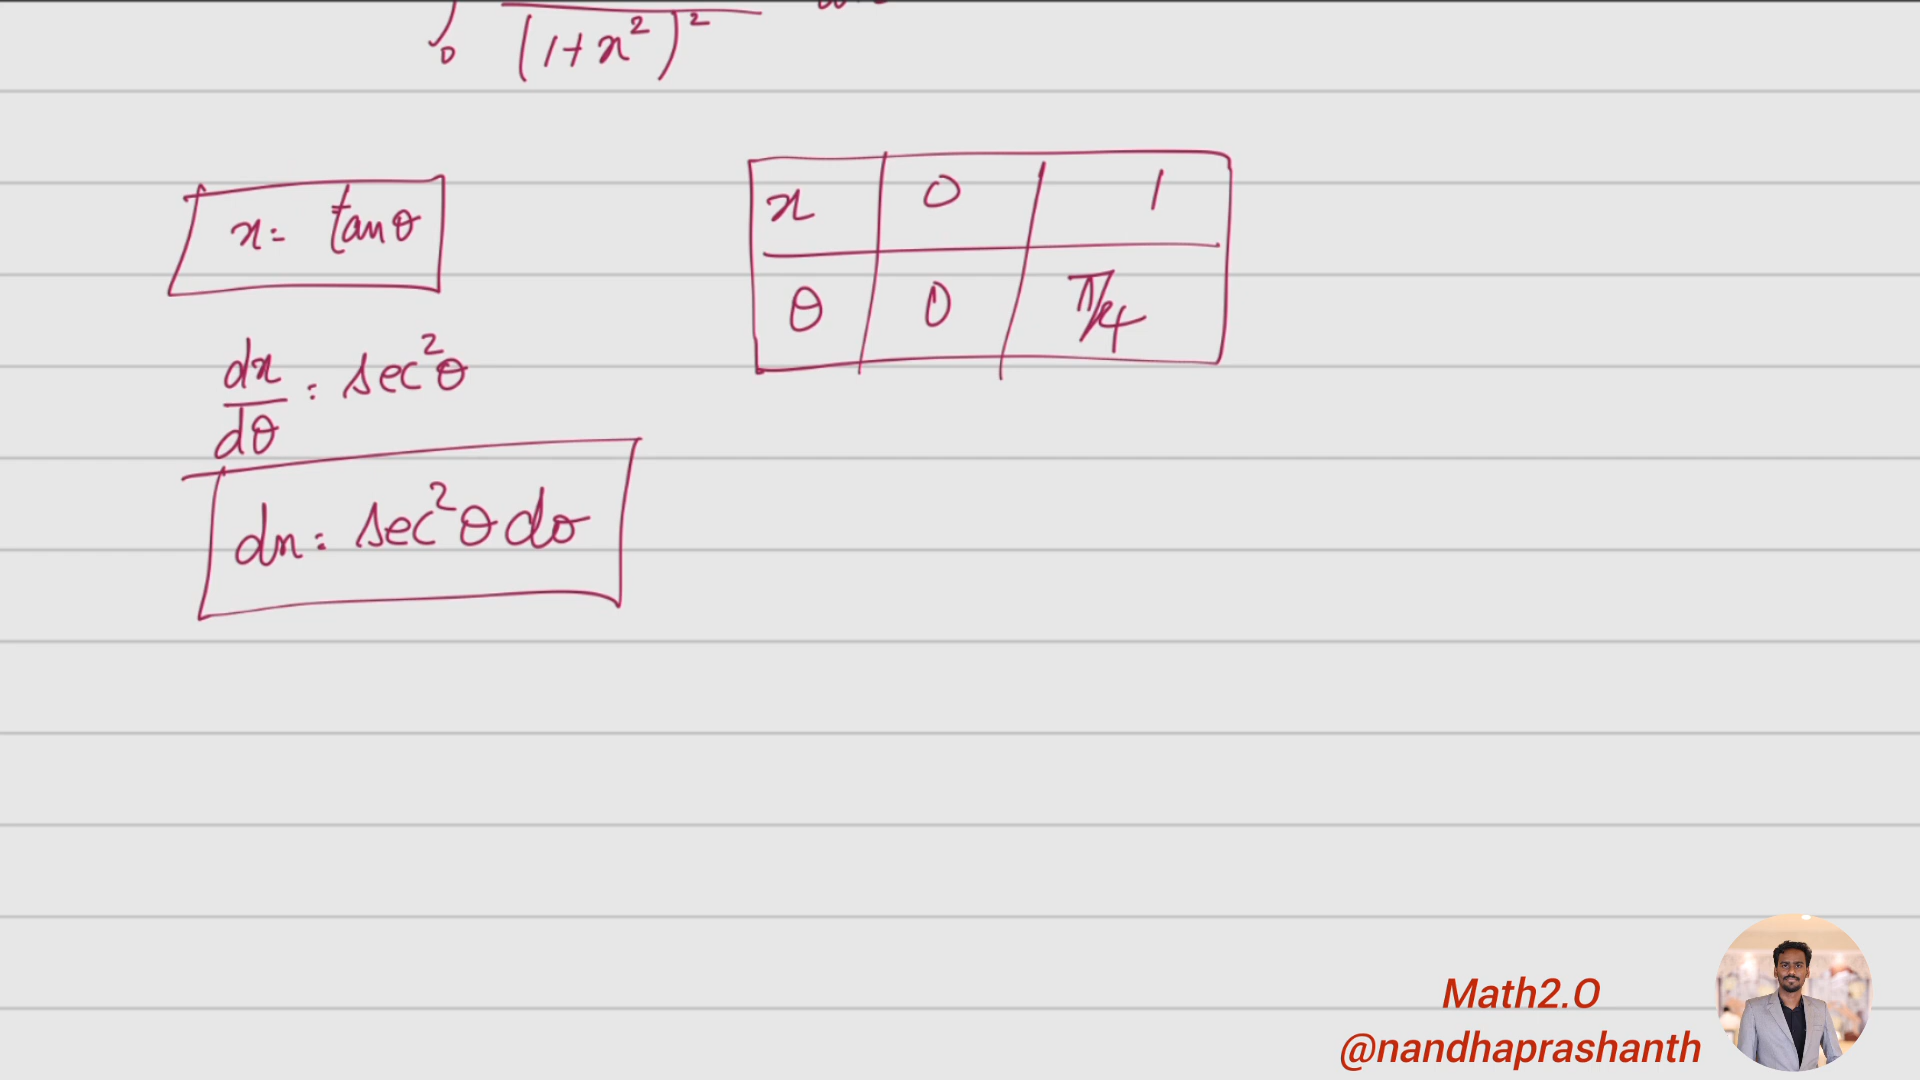 ∫₀ (1+x²)²
x = tanθ
x 0 1
θ 0 π/4
dx/dθ = sec²θ
dx = sec²θ dθ
Math2.O
@nandhaprashanth